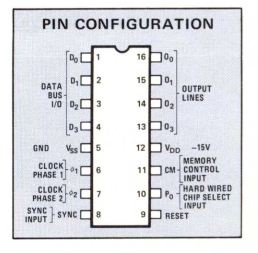 PIN CONFIGURATION
DATA BUS I/O
D0 1
D1 2
D2 3
D3 4
GND VSS 5
CLOCK PHASE 1 ϕ1 6
CLOCK PHASE 2 ϕ2 7
SYNC INPUT SYNC 8
16 O0
15 O1
14 O2
13 O3
OUTPUT LINES
12 VDD -15V
11 CM MEMORY CONTROL INPUT
10 P0 HARD WIRED CHIP SELECT INPUT
9 RESET